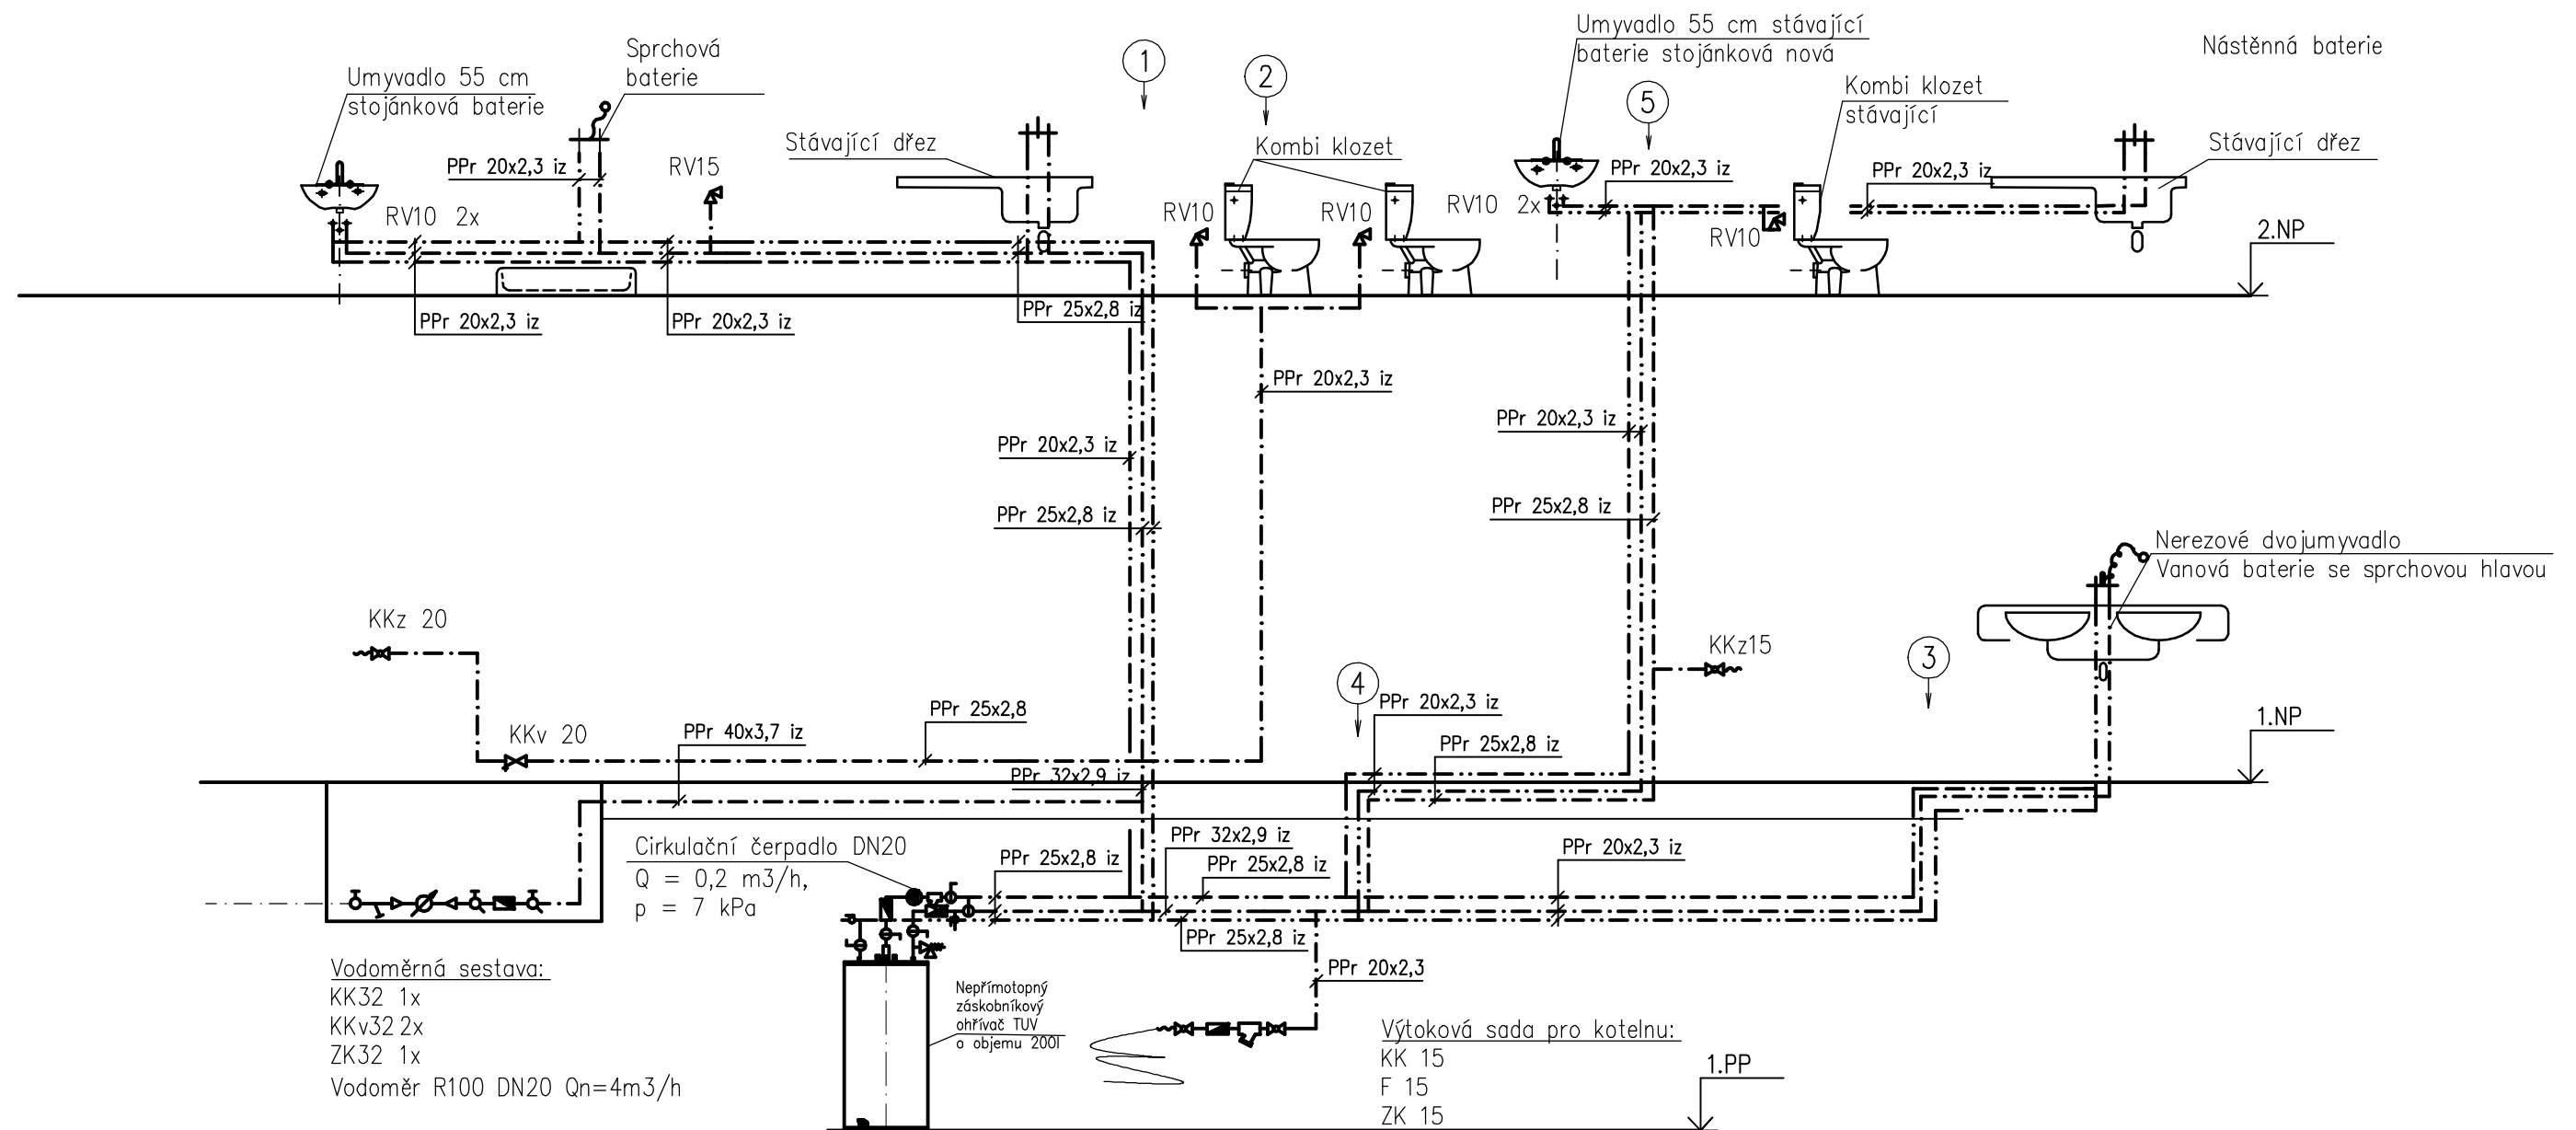 Umyvadlo 55 cm
stojánková baterie
Sprchová
baterie
1
2
Umyvadlo 55 cm stávající
baterie stojánková nová
5
Kombi klozet
stávající
Nástěnná baterie
Stávající dřez
Kombi klozet
Stávající dřez
PPr 20x2,3 iz
RV15
PPr 20x2,3 iz
PPr 20x2,3 iz
RV10 2x
RV10
RV10
RV10 2x
RV10
2.NP
PPr 20x2,3 iz
PPr 20x2,3 iz
PPr 25x2,8 iz
PPr 20x2,3 iz
PPr 20x2,3 iz
PPr 20x2,3 iz
PPr 25x2,8 iz
PPr 25x2,8 iz
Nerezové dvojumyvadlo
Vanová baterie se sprchovou hlavou
KKz 20
KKz15
3
4
KKv 20
PPr 40x3,7 iz
PPr 25x2,8
PPr 20x2,3 iz
PPr 25x2,8 iz
1.NP
PPr 32x2,9 iz
Cirkulační čerpadlo DN20
Q = 0,2 m3/h,
p = 7 kPa
PPr 25x2,8 iz
PPr 32x2,9 iz
PPr 25x2,8 iz
PPr 20x2,3 iz
PPr 25x2,8 iz
PPr 20x2,3
Vodoměrná sestava:
KK32 1x
KKv32 2x
ZK32 1x
Vodoměr R100 DN20 Qn=4m3/h
Nepřímotopný
záskobníkový
ohřívač TUV
o objemu 200l
Výtoková sada pro kotelnu:
KK 15
F 15
ZK 15
1.PP